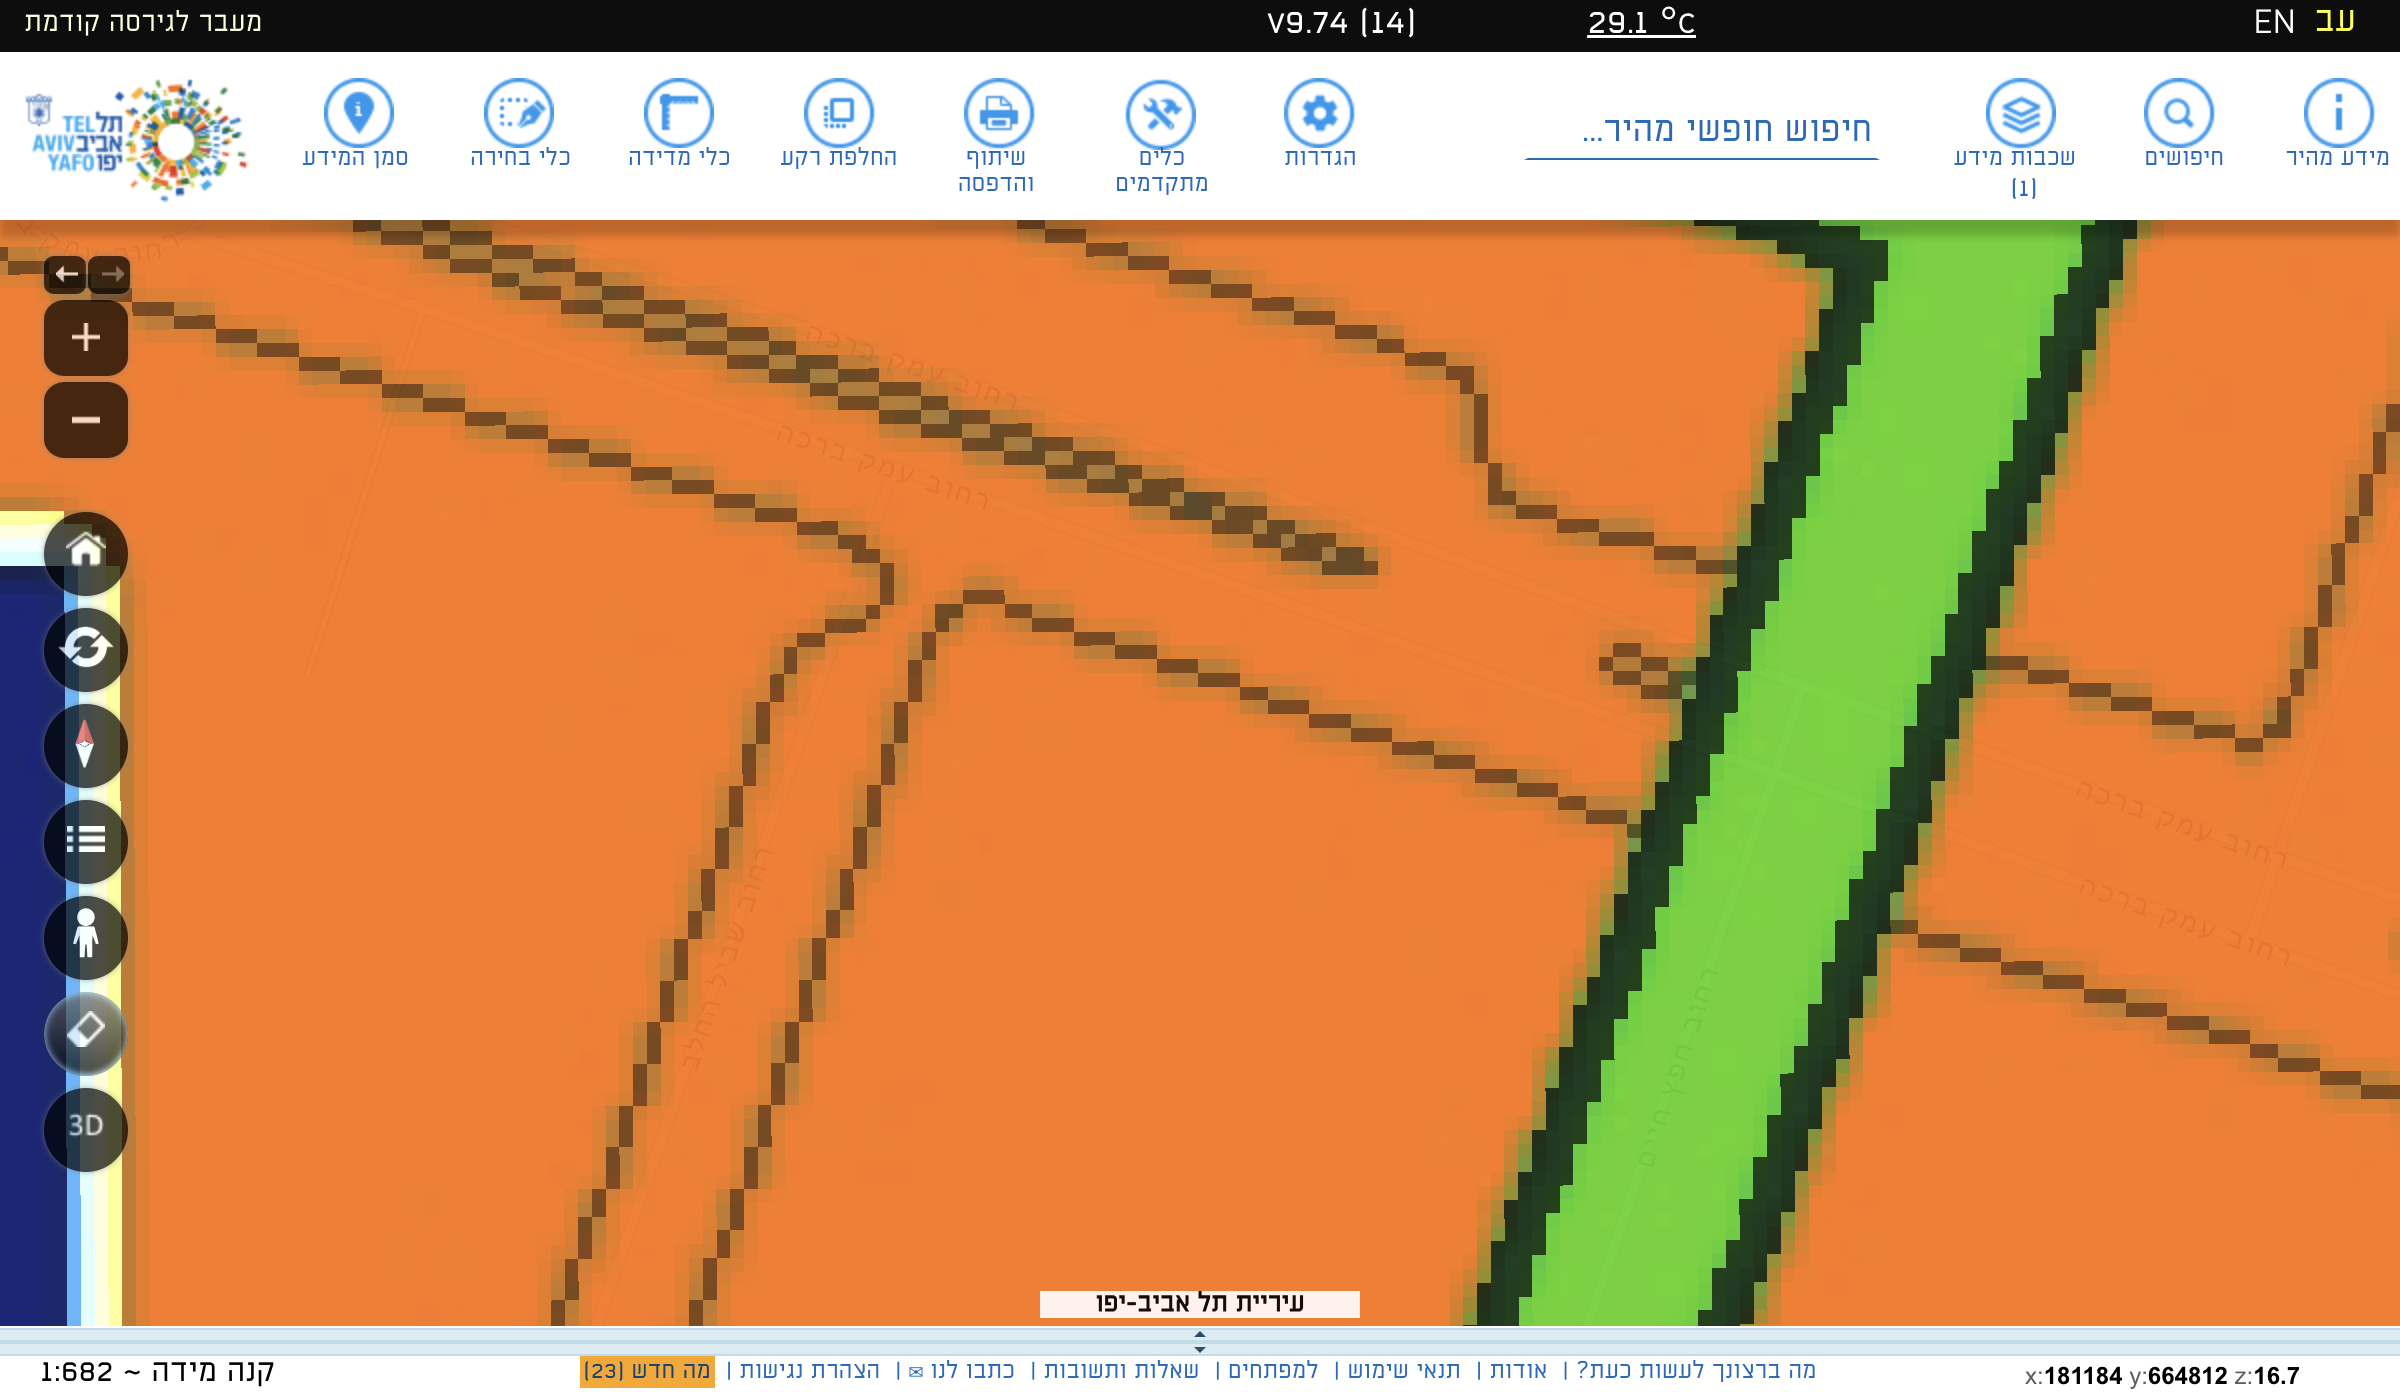 עב EN
29.1 °C
V9.74 (14)
מעבר לגירסה קודמת
מידע מהיר
חיפושים
שכבות מידע
(1)
חיפוש חופשי מהיר...
הגדרות
כלים
מתקדמים
שיתוף
והדפסה
החלפת רקע
כלי מדידה
כלי בחירה
סמן המידע
תל אביב יפו
TEL AVIV YAFO
רחוב עמק ב
רחוב עמק ברכה
רחוב עמק ברכה
רחוב עמק ברכה
רחוב עמק ברכה
רחוב שביל החלב
רחוב חפץ חיים
3D
עיריית תל אביב-יפו
x:181184 y:664812 z:16.7
מה ברצונך לעשות כעת? | אודות | תנאי שימוש | למפתחים | שאלות ותשובות | כתבו לנו ✉ | הצהרת נגישות | מה חדש (23)
קנה מידה ~ 1:682